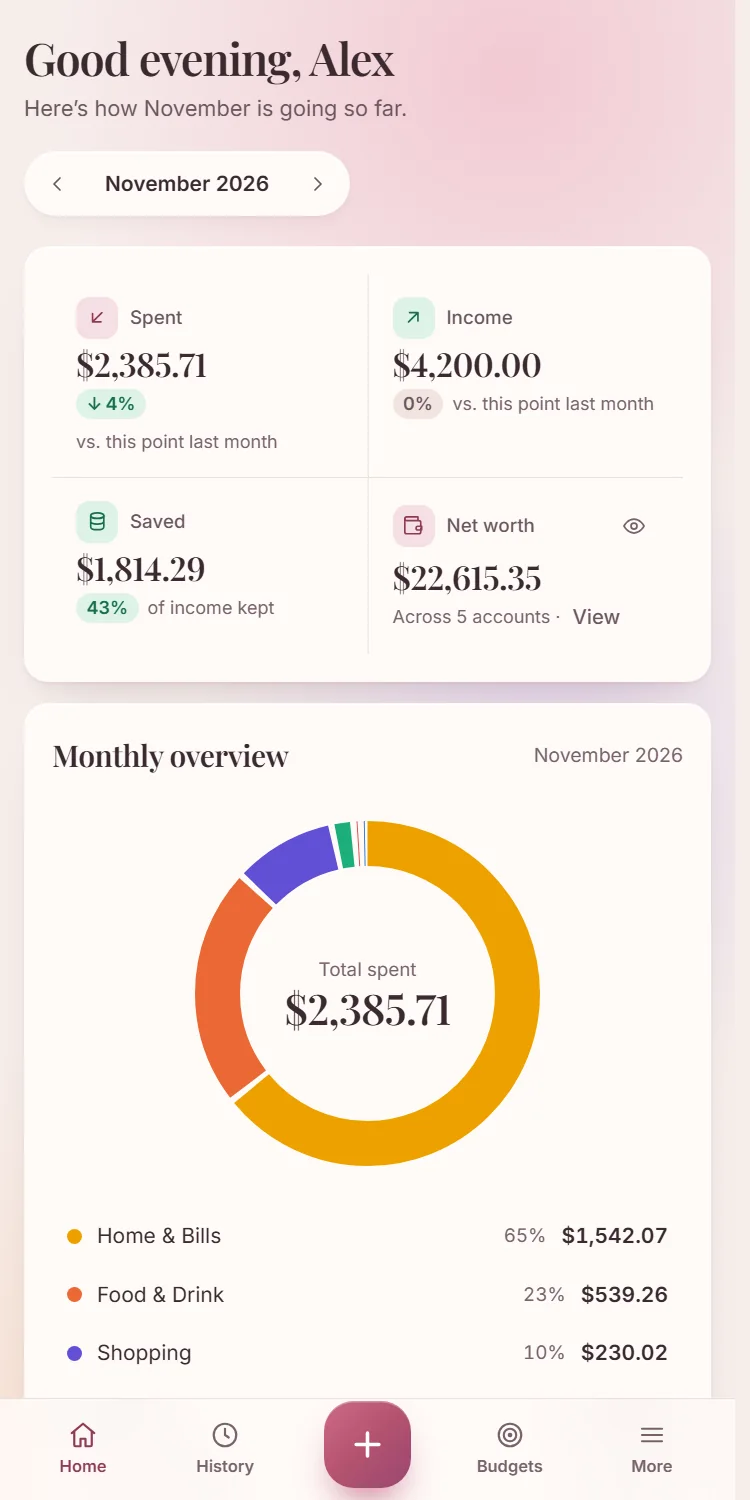 Good evening, Alex
Here’s how November is going so far.
November 2026
Spent
$2,385.71
↓ 4%
vs. this point last month
Income
$4,200.00
0% vs. this point last month
Saved
$1,814.29
43% of income kept
Net worth
$22,615.35
Across 5 accounts · View
Monthly overview
November 2026
Total spent
$2,385.71
Home & Bills 65% $1,542.07
Food & Drink 23% $539.26
Shopping 10% $230.02
Home
History
Budgets
More